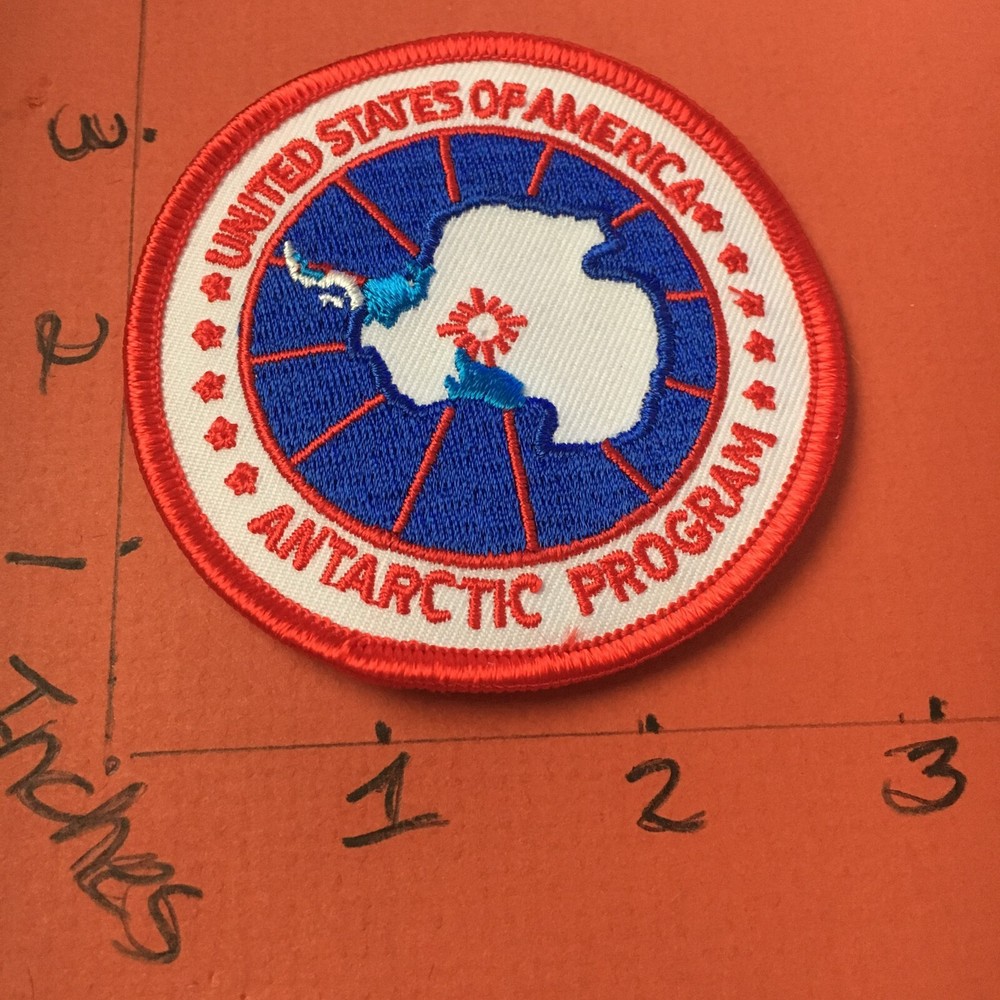 UNITED STATES OF AMERICA
ANTARCTIC PROGRAM
3
2
1
Inches
1
2
3